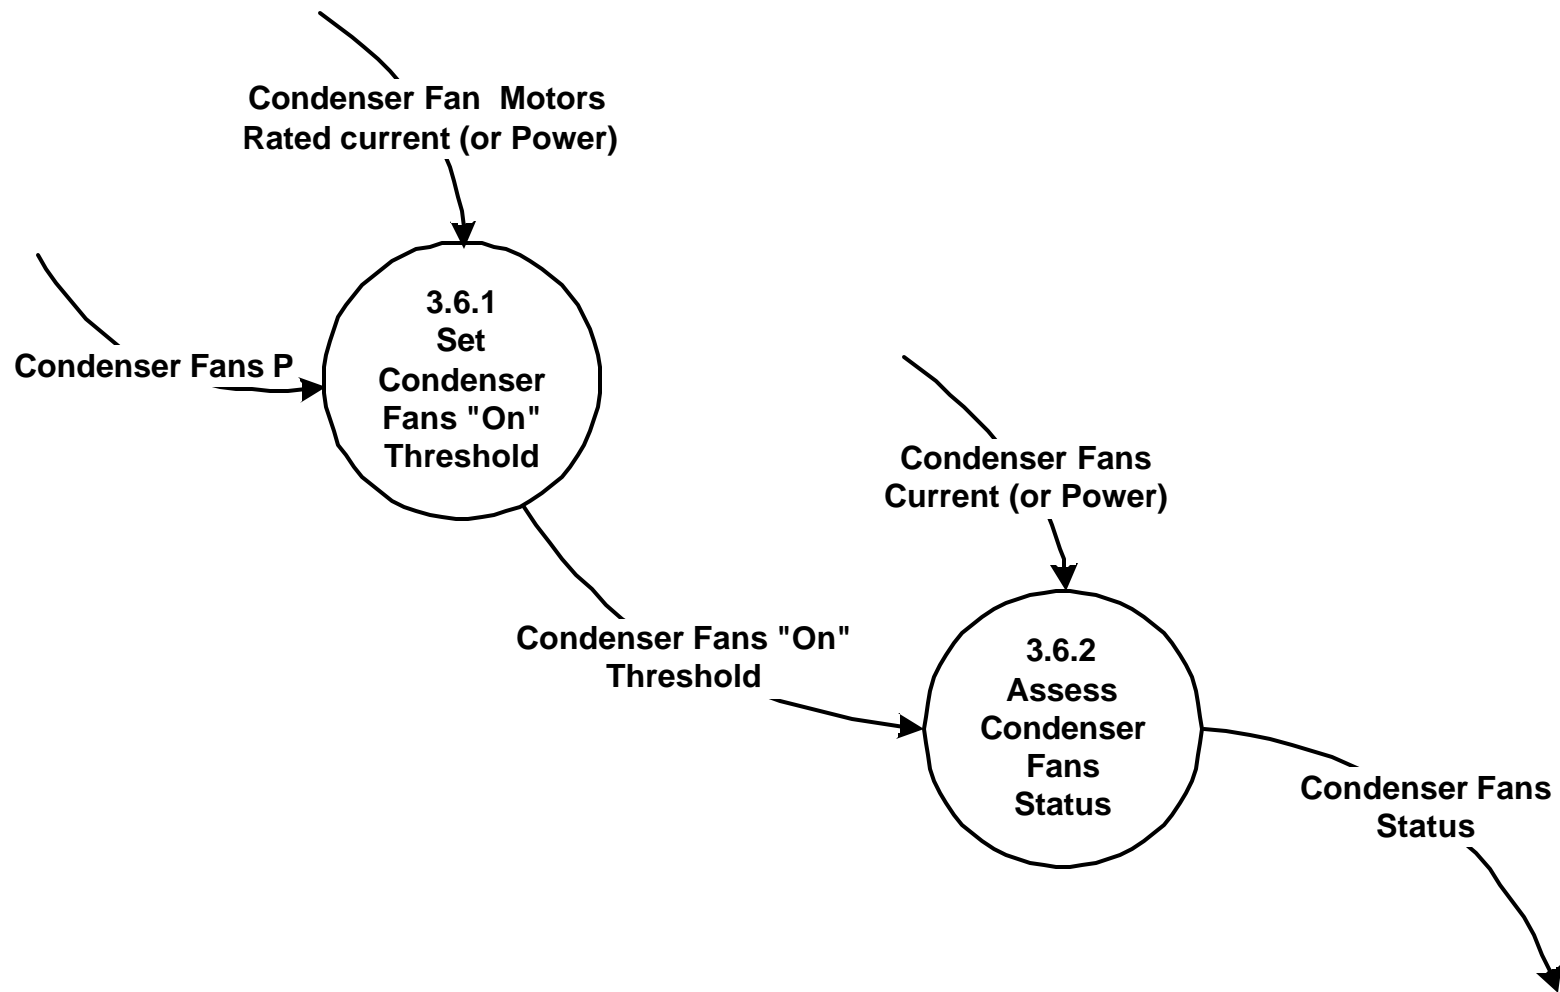 Condenser Fan Motors
Rated current (or Power)
Condenser Fans P
3.6.1
Set
Condenser
Fans "On"
Threshold
Condenser Fans
Current (or Power)
Condenser Fans "On"
Threshold
3.6.2
Assess
Condenser
Fans
Status
Condenser Fans
Status